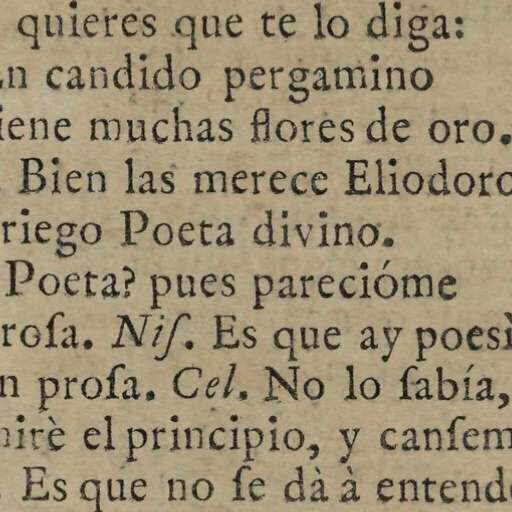 quieres que te lo diga:
n candido pergamino
iene muchas flores de oro.
. Bien las merece Eliodoro
riego Poeta divino.
Poeta? pues parecióme
roſa. Niſ. Es que ay poesì
n proſa. Cel. No lo ſabía,
mirè el principio, y canſem
. Es que no ſe dà à entende